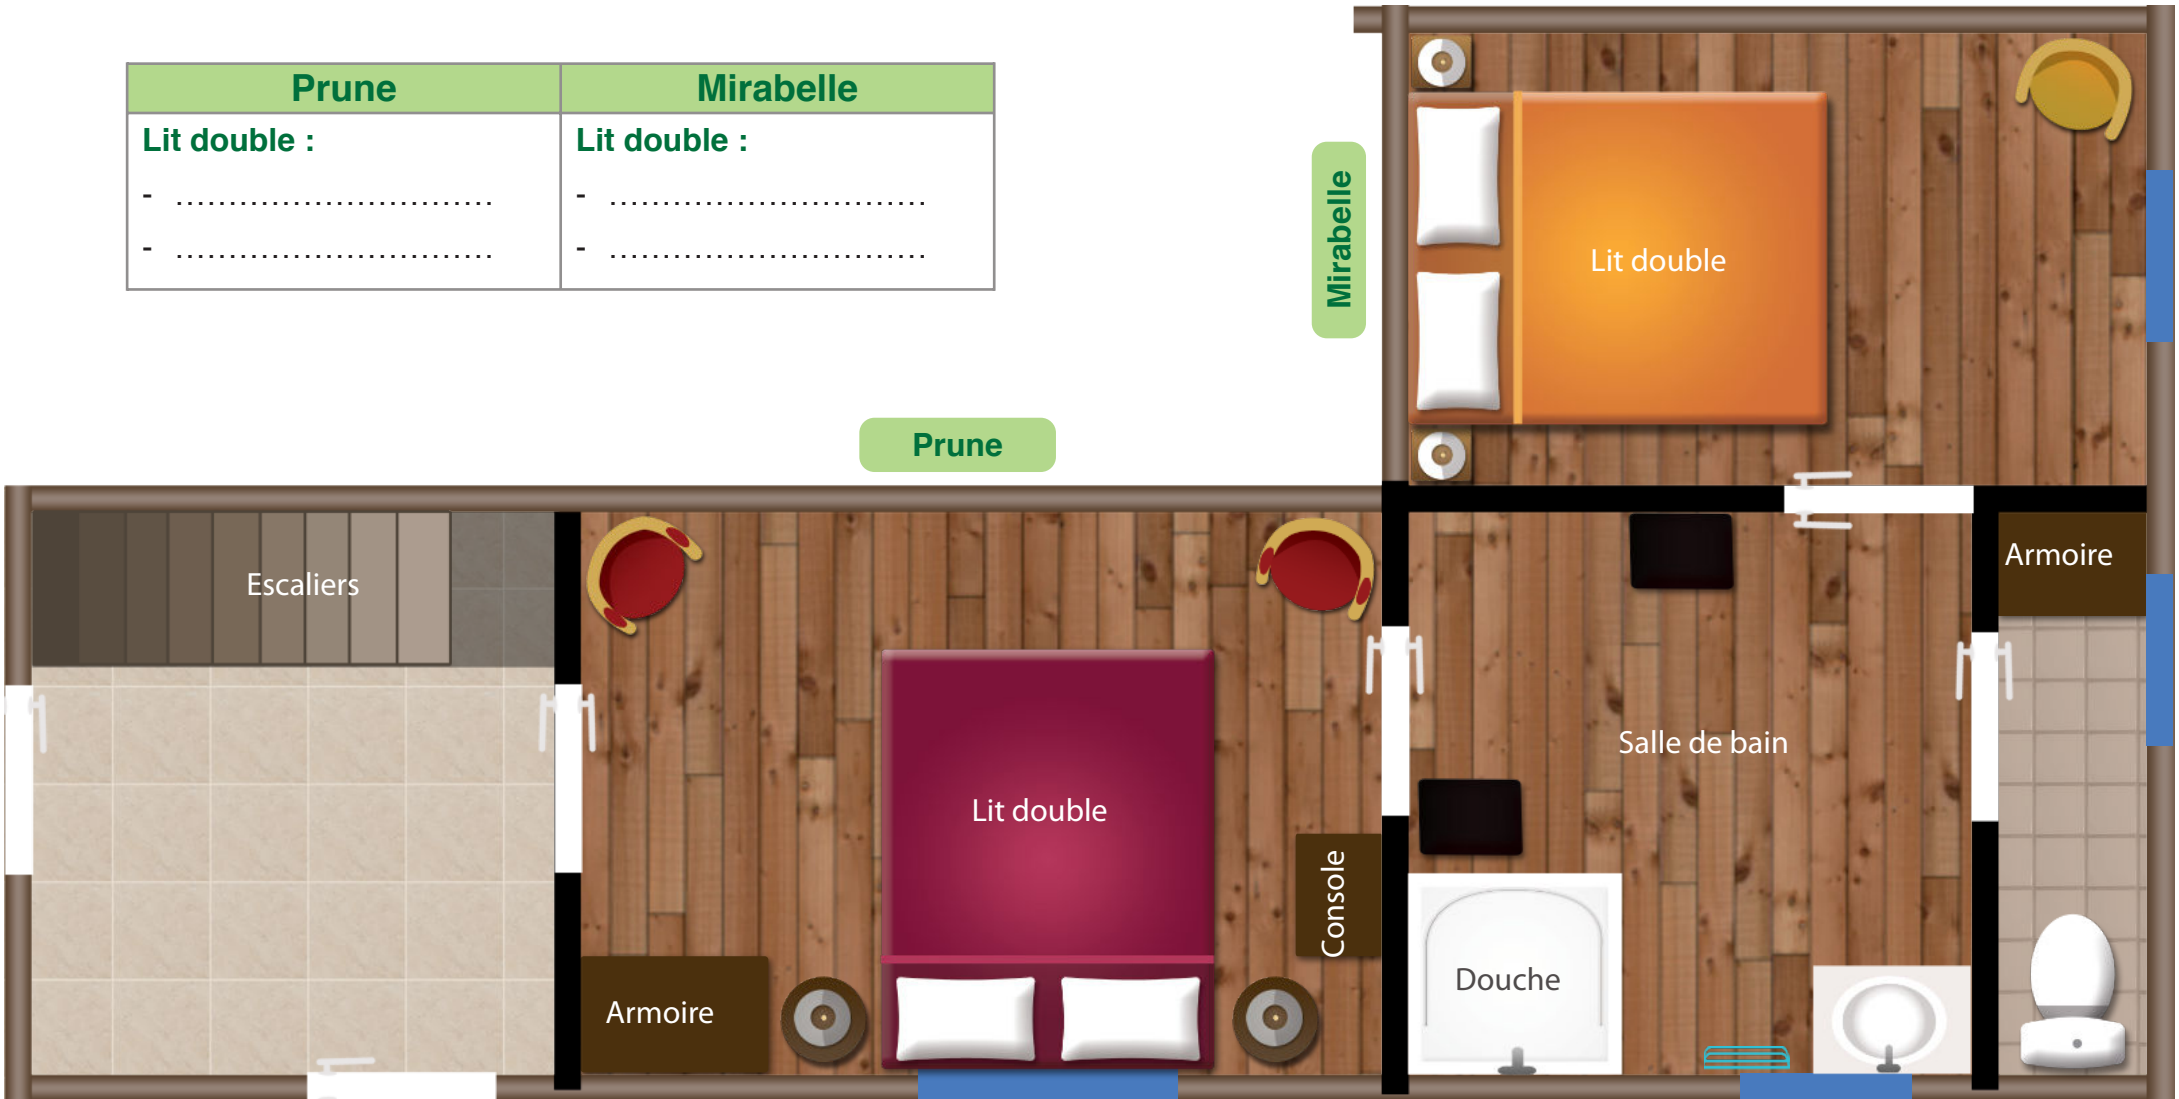 Prune
Mirabelle
Lit double :
- ..............................
- ..............................
Lit double :
- ..............................
- ..............................
Mirabelle
Lit double
Prune
Escaliers
Armoire
Salle de bain
Lit double
Console
Douche
Armoire